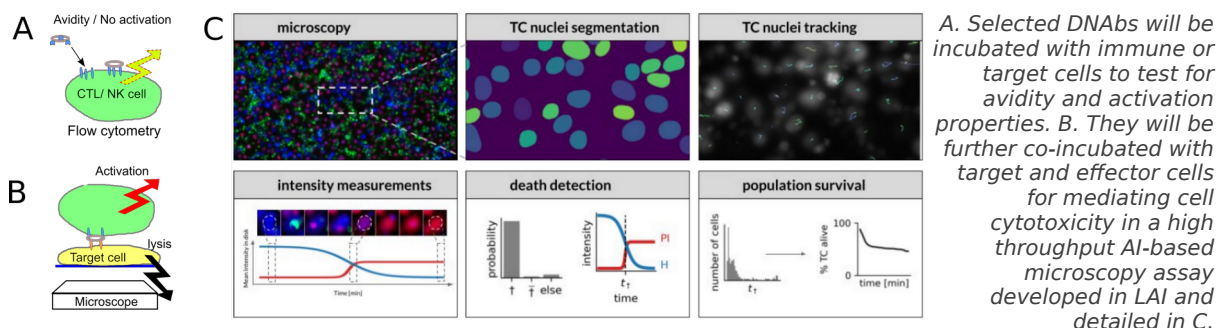 A
Avidity / No activation
CTL/ NK cell
Flow cytometry
B
Activation
lysis
Target cell
Microscope
C
microscopy
TC nuclei segmentation
TC nuclei tracking
intensity measurements
Mean Intensity in disk
Time [min]
death detection
probability
† †̅ else
intensity
PI
H
t†
time
population survival
number of cells
t†
% TC alive
100
0
time [min]
A. Selected DNAbs will be
incubated with immune or
target cells to test for
avidity and activation
properties. B. They will be
further co-incubated with
target and effector cells
for mediating cell
cytotoxicity in a high
throughput AI-based
microscopy assay
developed in LAI and
detailed in C.